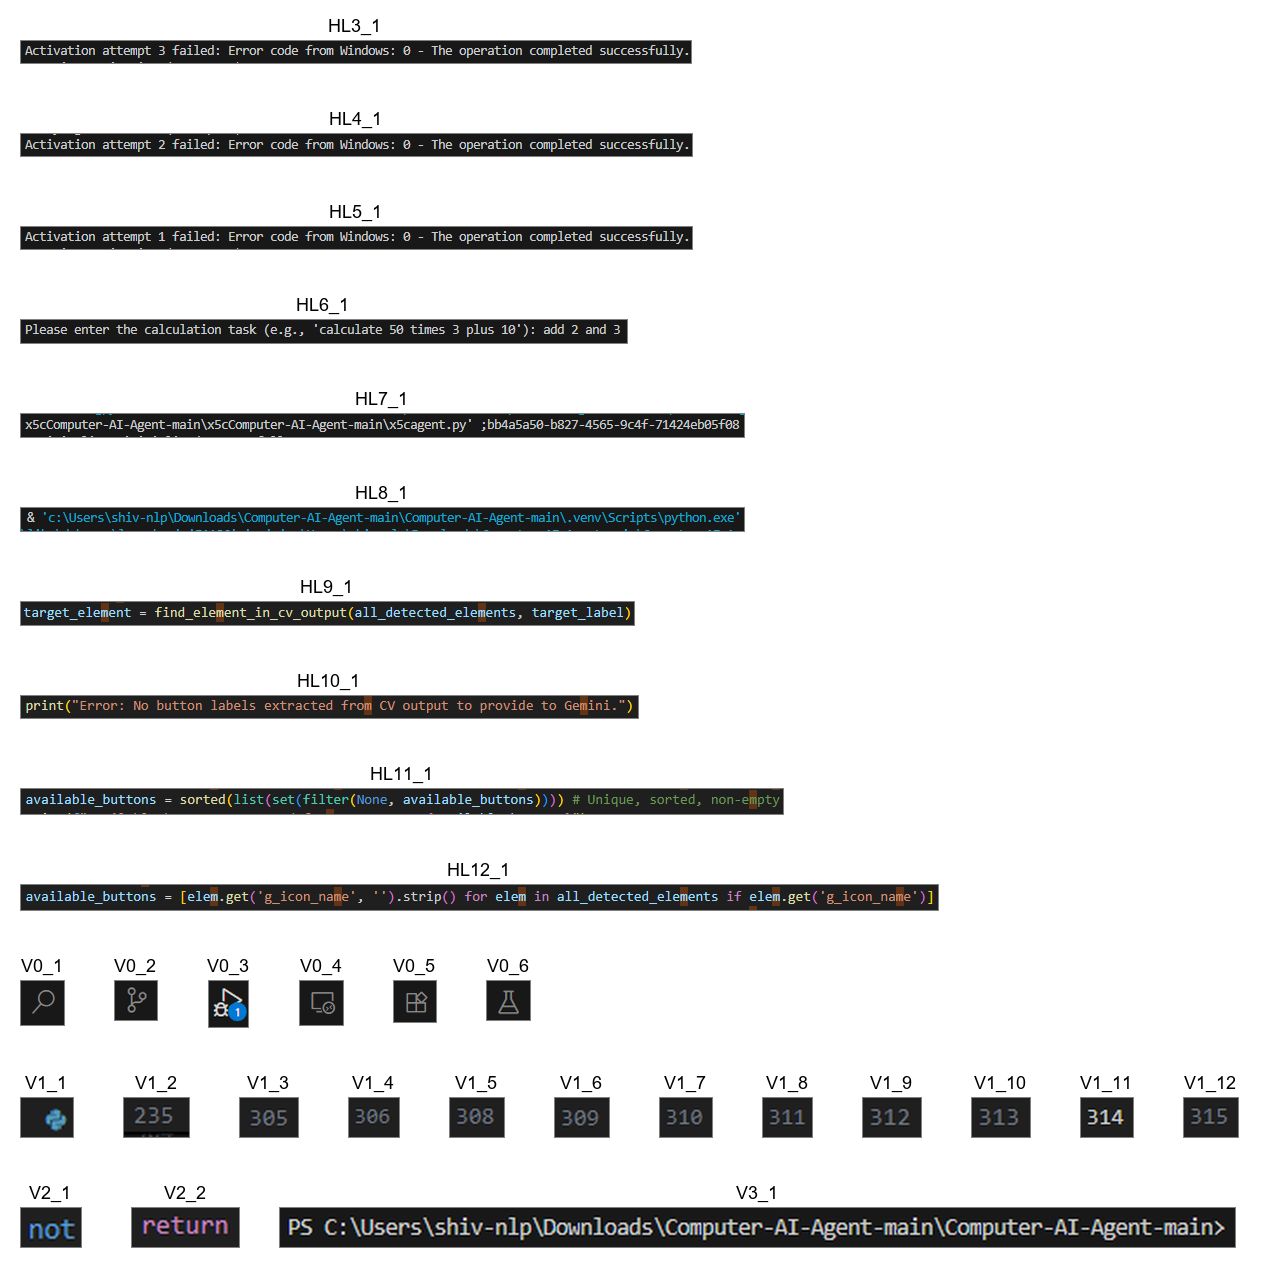 HL3_1
Activation attempt 3 failed: Error code from Windows: 0 - The operation completed successfully.
HL4_1
Activation attempt 2 failed: Error code from Windows: 0 - The operation completed successfully.
HL5_1
Activation attempt 1 failed: Error code from Windows: 0 - The operation completed successfully.
HL6_1
Please enter the calculation task (e.g., 'calculate 50 times 3 plus 10'): add 2 and 3
HL7_1
x5cComputer-AI-Agent-main\x5cComputer-AI-Agent-main\x5cagent.py' ;bb4a5a50-b827-4565-9c4f-71424eb05f08
HL8_1
& 'c:\Users\shiv-nlp\Downloads\Computer-AI-Agent-main\Computer-AI-Agent-main\.venv\Scripts\python.exe'
HL9_1
target_element = find_element_in_cv_output(all_detected_elements, target_label)
HL10_1
print("Error: No button labels extracted from CV output to provide to Gemini.")
HL11_1
available_buttons = sorted(list(set(filter(None, available_buttons)))) # Unique, sorted, non-empty
HL12_1
available_buttons = [elem.get('g_icon_name', '').strip() for elem in all_detected_elements if elem.get('g_icon_name')]
V0_1 V0_2 V0_3 V0_4 V0_5 V0_6
1
V1_1 V1_2 V1_3 V1_4 V1_5 V1_6 V1_7 V1_8 V1_9 V1_10 V1_11 V1_12
235 305 306 308 309 310 311 312 313 314 315
V2_1 V2_2 V3_1
not return PS C:\Users\shiv-nlp\Downloads\Computer-AI-Agent-main\Computer-AI-Agent-main>